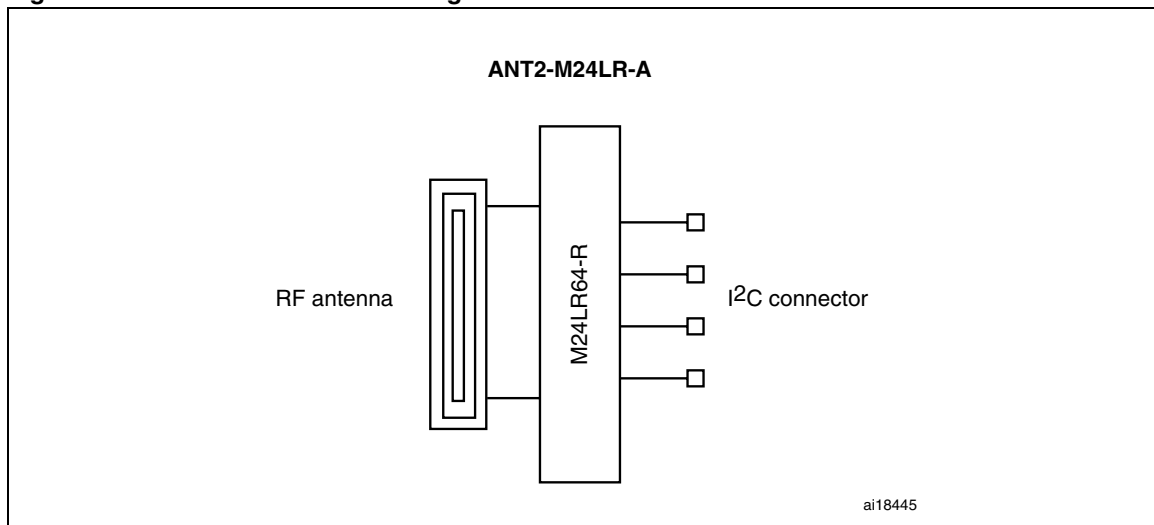 ANT2-M24LR-A
RF antenna
M24LR64-R
I2C connector
ai18445